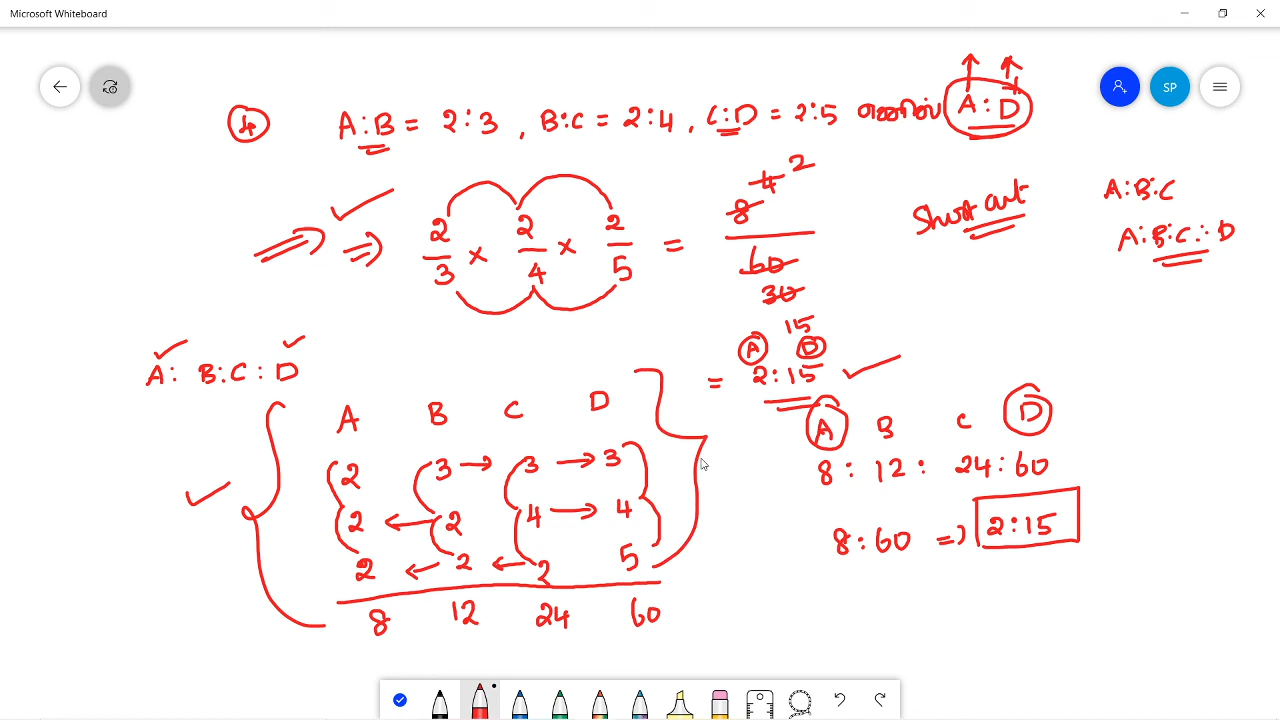 Microsoft Whiteboard
SP
4 A:B = 2:3 , B:C = 2:4 , C:D = 2:5 ആയാൽ A:D
2/3 × 2/4 × 2/5 = 8/60
4 2
30
15
Short cut
A:B:C
A:B:C:D
A D
= 2:15
A: B:C:D
A B C D
2 3 → 3 → 3
2 ← 2 4 → 4
2 ← 2 ← 2 5
8 12 24 60
A B C D
8: 12: 24:60
8:60 => 2:15